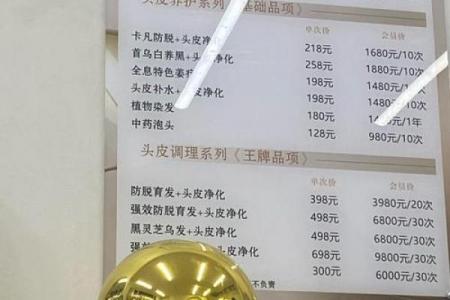 头皮养护系列《基础品项》
单次价 会员价
卡凡防脱+头皮净化 218元 1680元/10次
首乌白养黑+头皮净化 258元 1880元/10次
全息特色姜 198元 1480元/10次
头皮补水+ 198元 1480元/10次
植物染发 180元 元/1年
中药泡头 128元 980元/10次
头皮调理系列《王牌品项》
单次价 会员价
防脱育发+头皮净化 398元 3980元/20次
强效防脱育发+头皮净化 498元 6800元/30次
黑灵芝乌发+头皮净化 498元 6800元/30次
强效 头皮净化 698元 9800元/30次
300元 6000元/30次
不负责